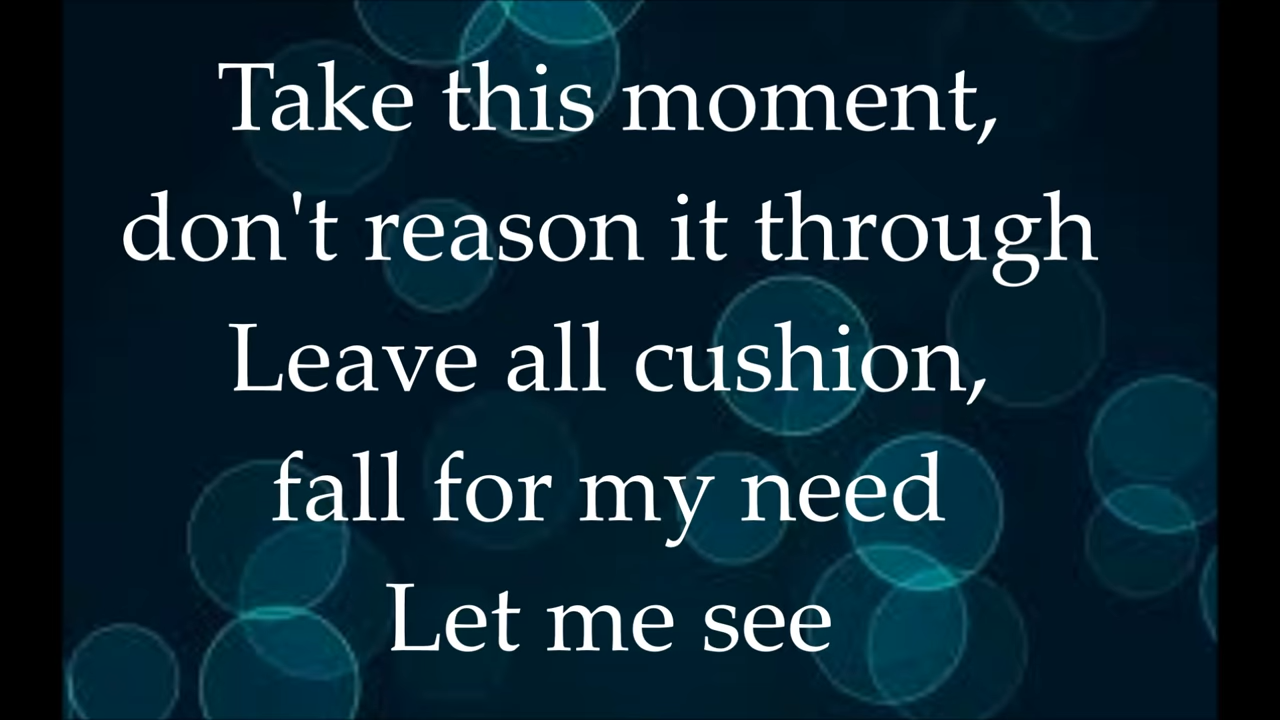 Take this moment,
don't reason it through
Leave all cushion,
fall for my need
Let me see